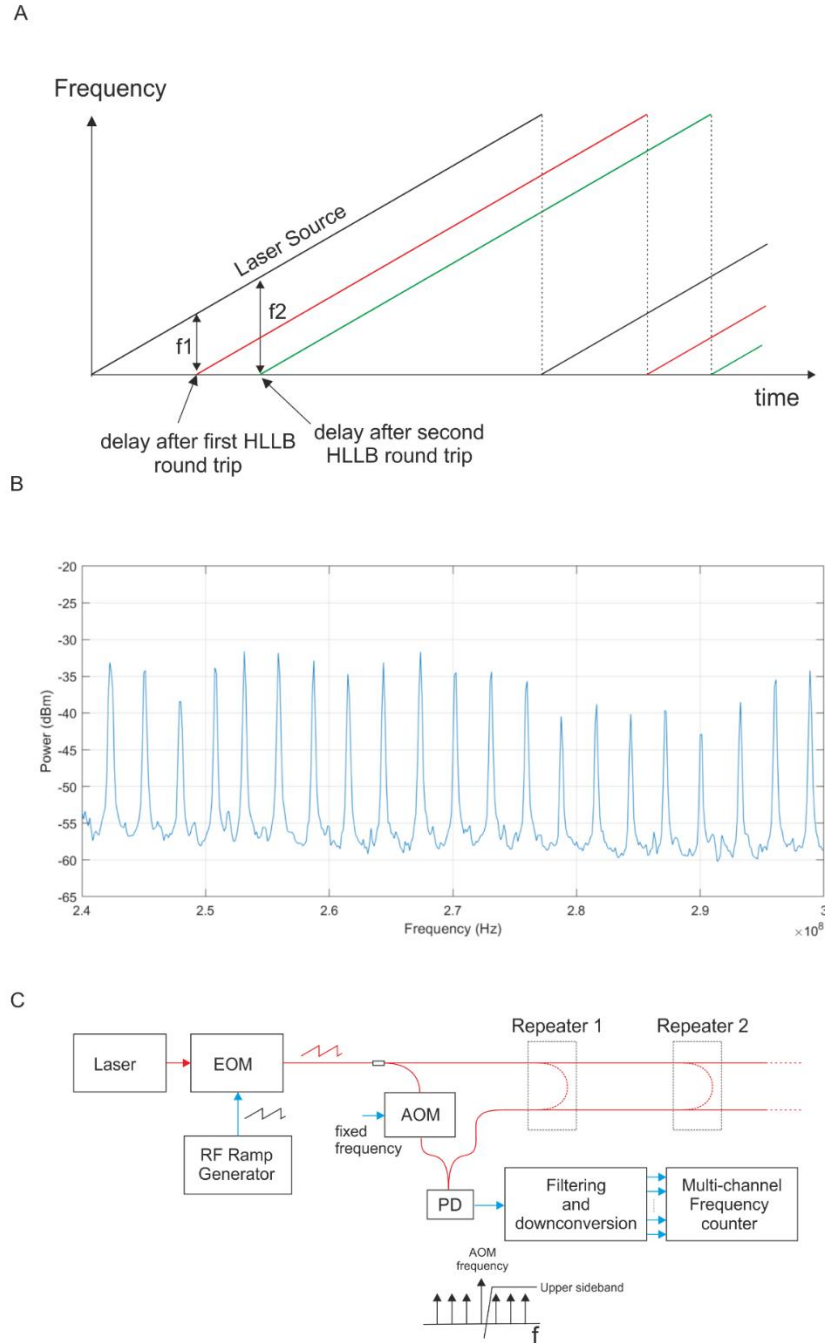 A
Frequency
Laser Source
f1
f2
time
delay after first HLLB
round trip
delay after second
HLLB round trip
B
-20
-25
-30
-35
-40
-45
-50
-55
-60
-65
Power (dBm)
2.4
2.5
2.6
2.7
2.8
2.9
3
×10⁸
Frequency (Hz)
C
Repeater 1
Repeater 2
Laser
EOM
AOM
fixed
frequency
RF Ramp
Generator
PD
Filtering
and
downconversion
Multi-channel
Frequency
counter
AOM
frequency
Upper sideband
f